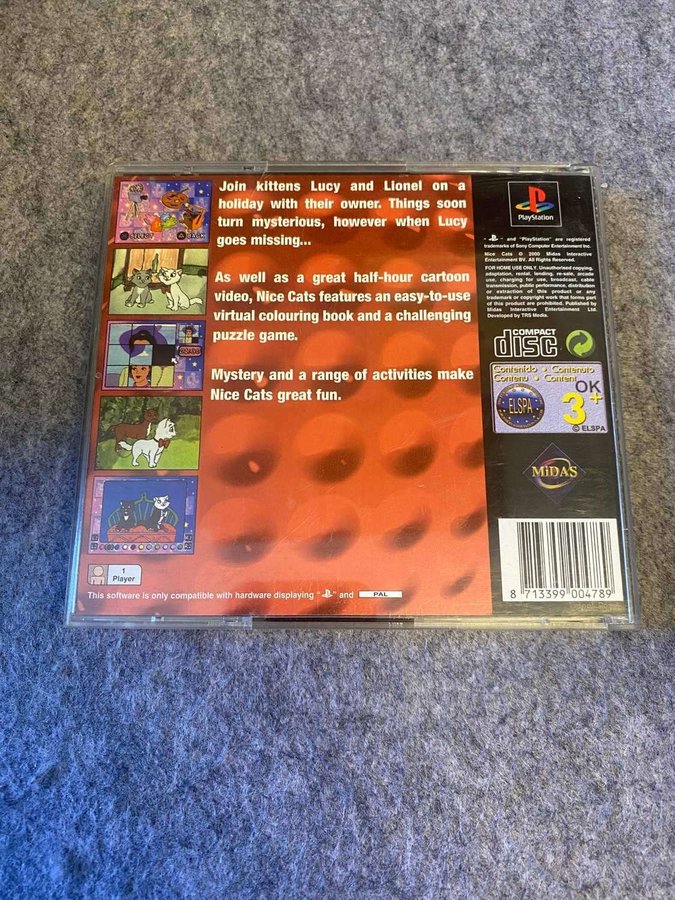 Join kittens Lucy and Lionel on a
holiday with their owner. Things soon
turn mysterious, however when Lucy
goes missing...
As well as a great half-hour cartoon
video, Nice Cats features an easy-to-use
virtual colouring book and a challenging
puzzle game.
Mystery and a range of activities make
Nice Cats great fun.
SELECT
BACK
1
Player
This software is only compatible with hardware displaying " " and PAL
PlayStation
" " and "PlayStation" are registered
trademarks of Sony Computer Entertainment Inc.
Nice Cats © 2000 Midas Interactive
Entertainment BV. All Rights Reserved.
FOR HOME USE ONLY. Unauthorised copying,
adaptation, rental, lending, re-sale, arcade
use, charging for use, broadcast, cable
transmission, public performance, distribution
or extraction of this product or any
trademark or copyright work that forms part
of this product are prohibited. Published by
Midas Interactive Entertainment Ltd.
Developed by TRS Media.
COMPACT
disc
Contenido • Contenuto
Contenu • Content
ELSPA
OK
3+
© ELSPA
MiDAS
8 713399 004789